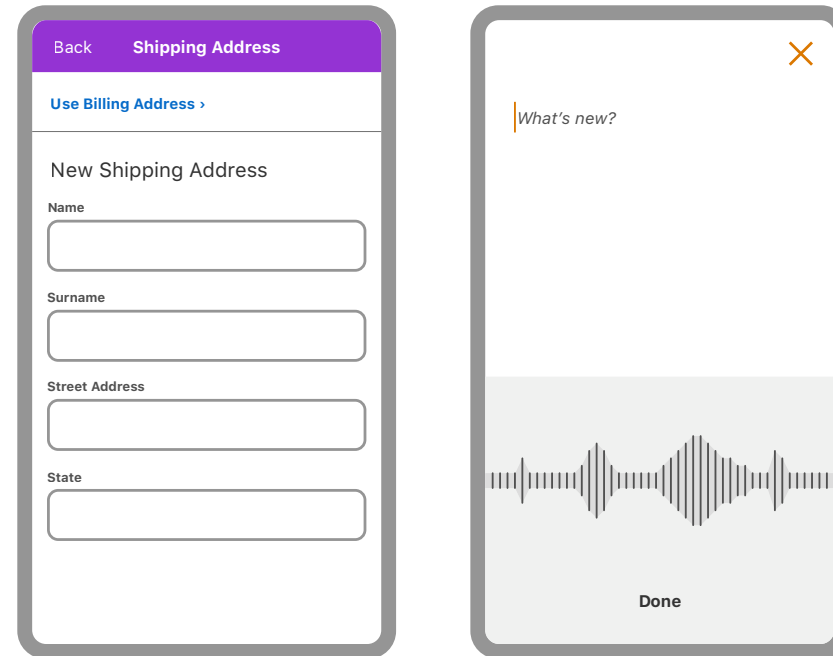 Back Shipping Address
Use Billing Address ›
New Shipping Address
Name
Surname
Street Address
State
What's new?
Done